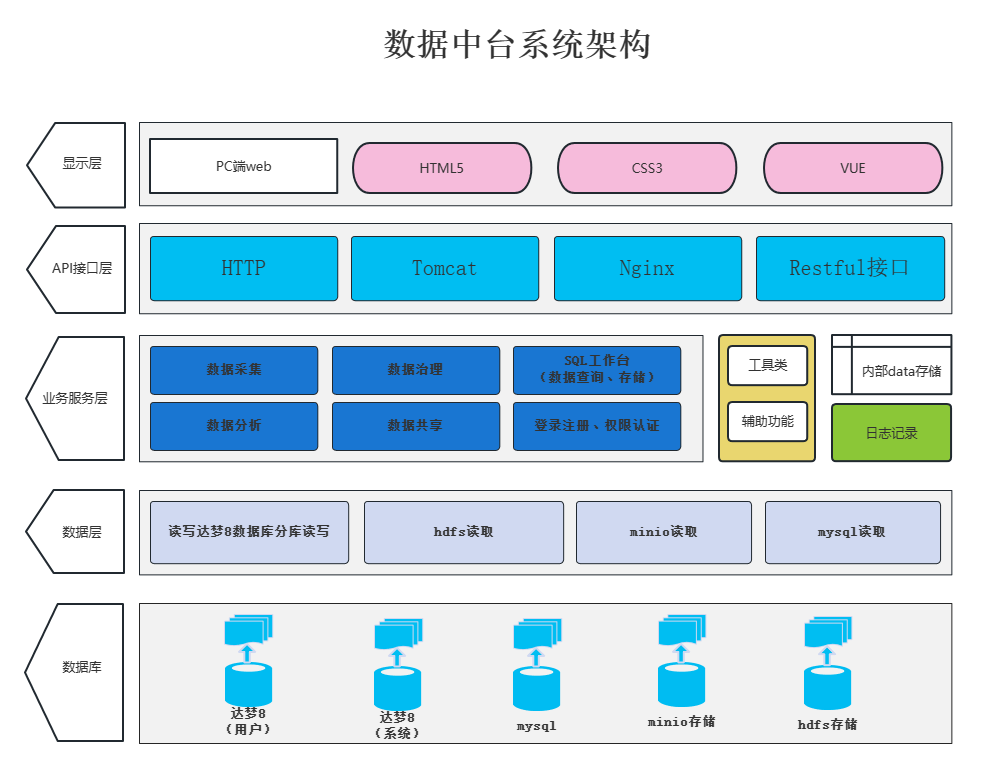 数据中台系统架构
显示层
PC端web
HTML5
CSS3
VUE
API接口层
HTTP
Tomcat
Nginx
Restful接口
业务服务层
数据采集
数据治理
SQL工作台
（数据查询、存储）
数据分析
数据共享
登录注册、权限认证
工具类
辅助功能
内部data存储
日志记录
数据层
读写达梦8数据库分库读写
hdfs读取
minio读取
mysql读取
数据库
达梦8
（用户）
达梦8
（系统）
mysql
minio存储
hdfs存储